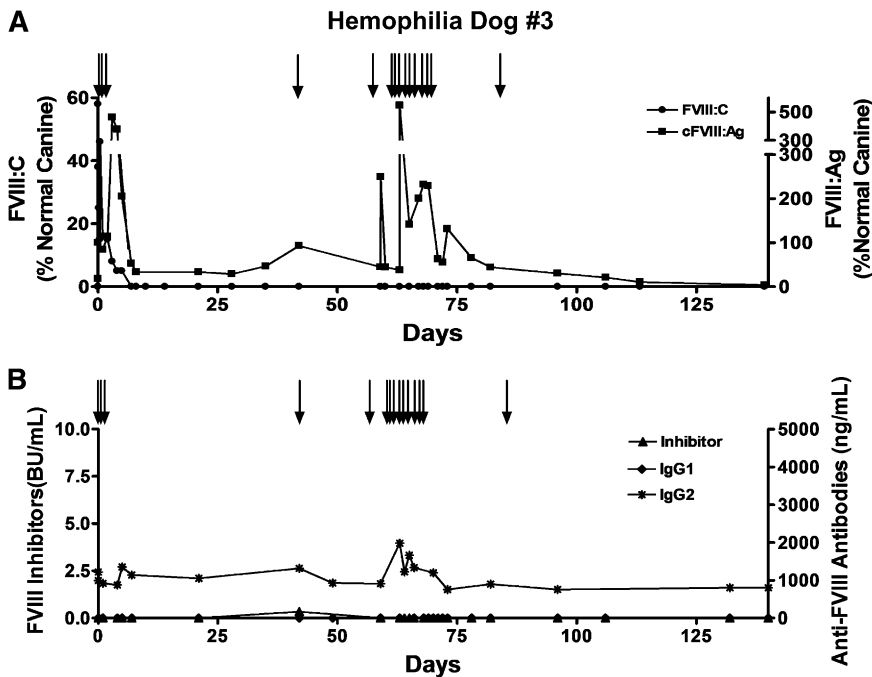 A
Hemophilia Dog #3
FVIII:C
(% Normal Canine)
60
40
20
0
FVIII:C
cFVIII:Ag
500
300
300
200
100
0
FVIII:Ag
(%Normal Canine)
0 25 50 75 100 125
Days
B
FVIII Inhibitors(BU/mL)
10.0
7.5
5.0
2.5
0.0
Inhibitor
IgG1
IgG2
5000
4000
3000
2000
1000
0
Anti-FVIII Antibodies (ng/mL)
0 25 50 75 100 125
Days